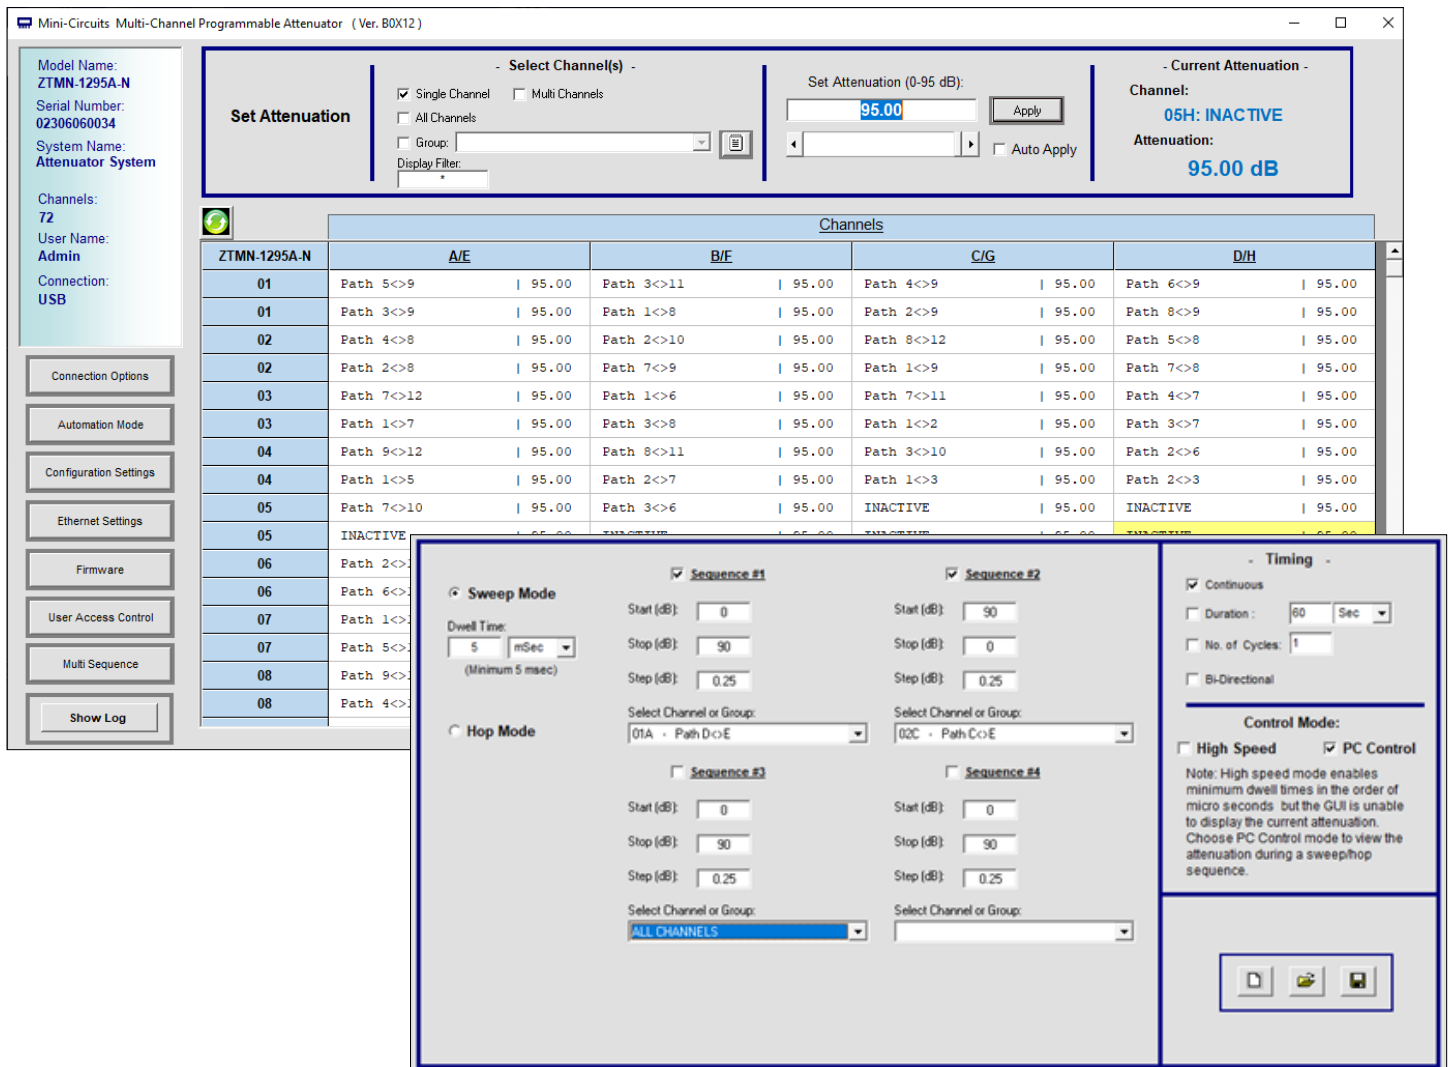 Mini-Circuits Multi-Channel Programmable Attenuator ( Ver. B0X12 )
Model Name:
ZTMN-1295A-N
Serial Number:
02306060034
System Name:
Attenuator System
Channels:
72
User Name:
Admin
Connection:
USB
Connection Options
Automation Mode
Configuration Settings
Ethernet Settings
Firmware
User Access Control
Multi Sequence
Show Log
Set Attenuation
- Select Channel(s) -
Single Channel Multi Channels
All Channels
Group:
Display Filter:
*
Set Attenuation (0-95 dB):
95.00
Apply
Auto Apply
- Current Attenuation -
Channel:
05H: INACTIVE
Attenuation:
95.00 dB
Channels
ZTMN-1295A-N A/E B/F C/G D/H
01 Path 5<>9 | 95.00 Path 3<>11 | 95.00 Path 4<>9 | 95.00 Path 6<>9 | 95.00
01 Path 3<>9 | 95.00 Path 1<>8 | 95.00 Path 2<>9 | 95.00 Path 8<>9 | 95.00
02 Path 4<>8 | 95.00 Path 2<>10 | 95.00 Path 8<>12 | 95.00 Path 5<>8 | 95.00
02 Path 2<>8 | 95.00 Path 7<>9 | 95.00 Path 1<>9 | 95.00 Path 7<>8 | 95.00
03 Path 7<>12 | 95.00 Path 1<>6 | 95.00 Path 7<>11 | 95.00 Path 4<>7 | 95.00
03 Path 1<>7 | 95.00 Path 3<>8 | 95.00 Path 1<>2 | 95.00 Path 3<>7 | 95.00
04 Path 9<>12 | 95.00 Path 8<>11 | 95.00 Path 3<>10 | 95.00 Path 2<>6 | 95.00
04 Path 1<>5 | 95.00 Path 2<>7 | 95.00 Path 1<>3 | 95.00 Path 2<>3 | 95.00
05 Path 7<>10 | 95.00 Path 3<>6 | 95.00 INACTIVE | 95.00 INACTIVE | 95.00
05 INACTIVE
06 Path 2<>
06 Path 6<>
07 Path 1<>
07 Path 5<>
08 Path 9<>
08 Path 4<>
Sweep Mode
Dwell Time:
5 mSec
(Minimum 5 msec)
Hop Mode
Sequence #1
Start (dB): 0
Stop (dB): 90
Step (dB): 0.25
Select Channel or Group:
01A - Path D<>E
Sequence #2
Start (dB): 90
Stop (dB): 0
Step (dB): 0.25
Select Channel or Group:
02C - Path C<>E
Sequence #3
Start (dB): 0
Stop (dB): 90
Step (dB): 0.25
Select Channel or Group:
ALL CHANNELS
Sequence #4
Start (dB): 0
Stop (dB): 90
Step (dB): 0.25
Select Channel or Group:
- Timing -
Continuous
Duration : 60 Sec
No. of Cycles: 1
Bi-Directional
Control Mode:
High Speed PC Control
Note: High speed mode enables
minimum dwell times in the order of
micro seconds but the GUI is unable
to display the current attenuation.
Choose PC Control mode to view the
attenuation during a sweep/hop
sequence.